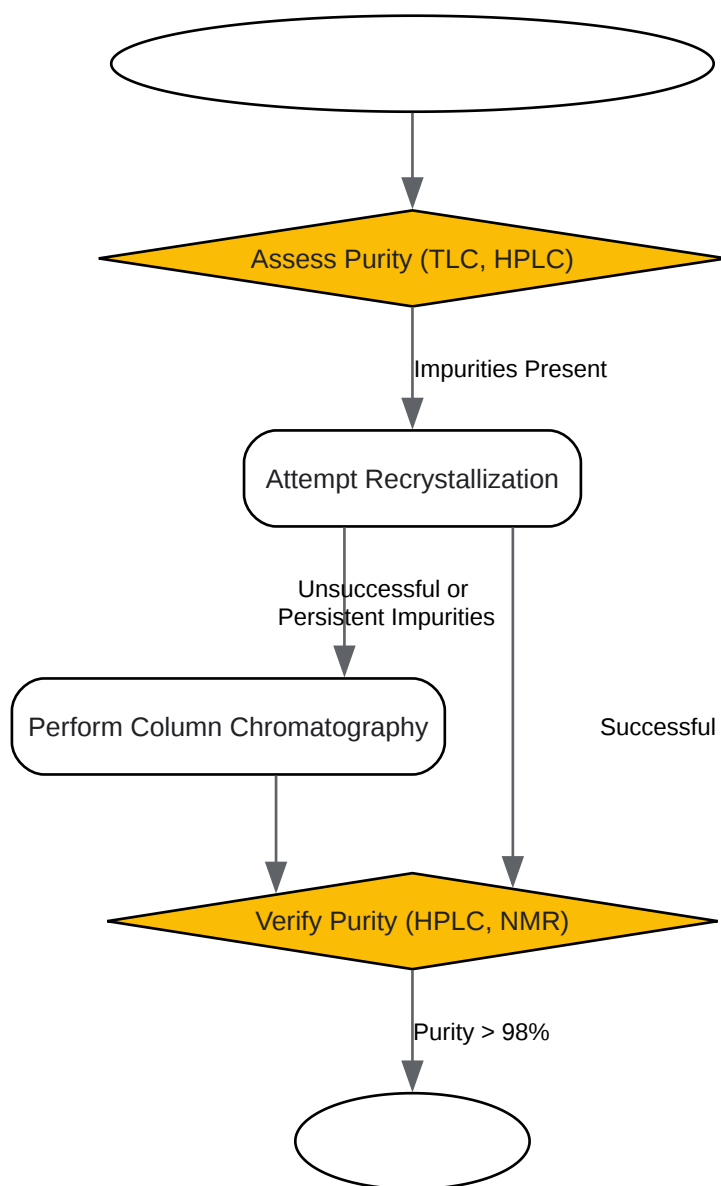 Assess Purity (TLC, HPLC)
Impurities Present
Attempt Recrystallization
Unsuccessful or
Persistent Impurities
Perform Column Chromatography
Successful
Verify Purity (HPLC, NMR)
Purity > 98%